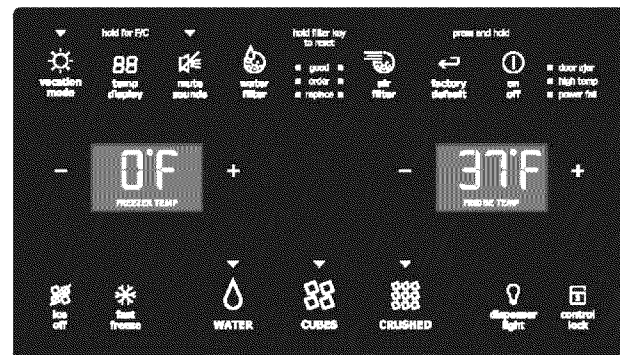 hold for F/C
hold filter key
to reset
press and hold
vacation
mode
88
temp
display
mute
sounds
water
filter
good
order
replace
air
filter
factory
default
on
off
door ajar
high temp
power fail
- 0°F +
FREEZER TEMP
- 37°F +
FRIDGE TEMP
ice
off
fast
freeze
WATER
CUBES
CRUSHED
dispenser
light
control
lock